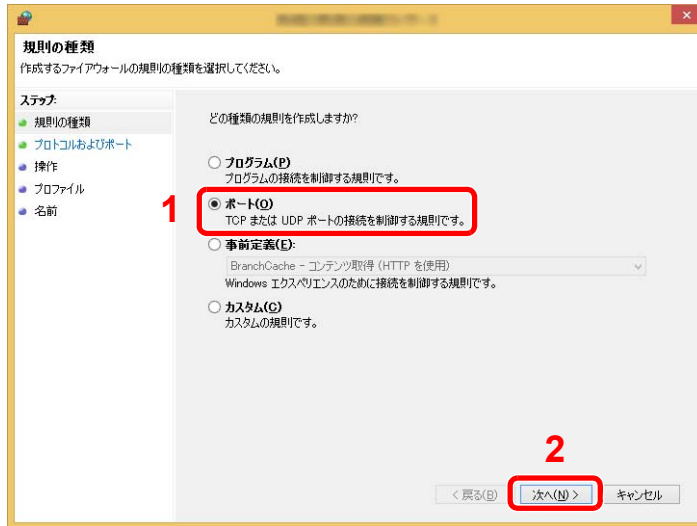 規則の種類
作成するファイアウォールの規則の種類を選択してください。
ステップ:
規則の種類
プロトコルおよびポート
操作
プロファイル
名前
どの種類の規則を作成しますか?
プログラム(P)
プログラムの接続を制御する規則です。
1
ポート(O)
TCP または UDP ポートの接続を制御する規則です。
事前定義(E):
BranchCache - コンテンツ取得 (HTTP を使用)
Windows エクスペリエンスのために接続を制御する規則です。
カスタム(C)
カスタムの規則です。
2
< 戻る(B) 次へ(N) > キャンセル